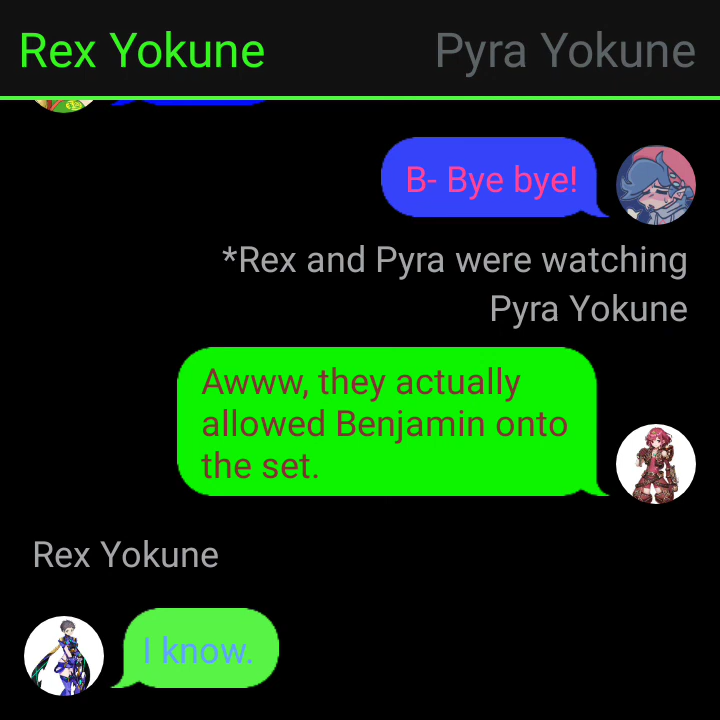 Rex Yokune
Pyra Yokune
B- Bye bye!
*Rex and Pyra were watching
Pyra Yokune
Awww, they actually
allowed Benjamin onto
the set.
Rex Yokune
I know.